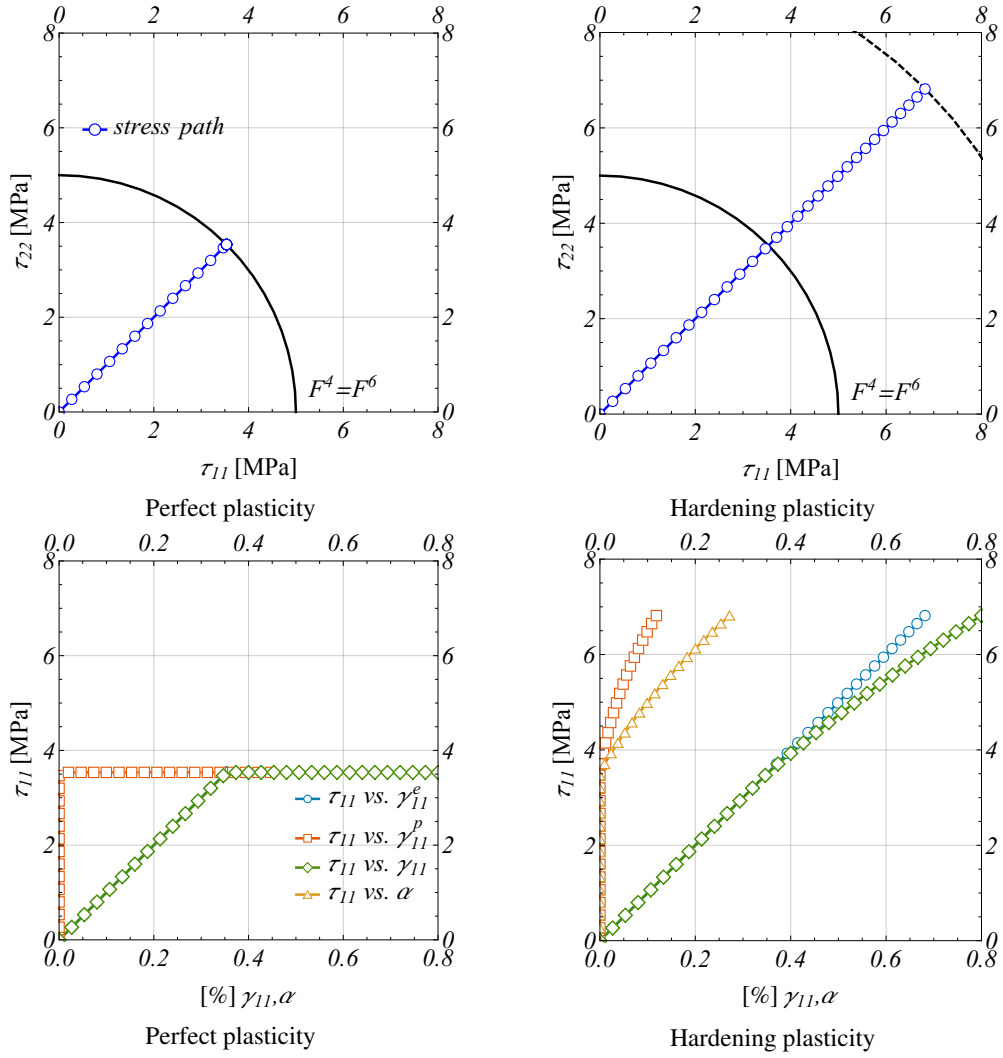 0 2 4 6 8
0 2 4 6 8
8 8
8 8
6 6
6 6
4 4
4 4
2 2
2 2
0 0
0 0
τ22 [MPa]
τ22 [MPa]
stress path
F⁴=F⁶
F⁴=F⁶
0 2 4 6 8
0 2 4 6 8
τ11 [MPa]
τ11 [MPa]
Perfect plasticity
Hardening plasticity
0.0 0.2 0.4 0.6 0.8
0.0 0.2 0.4 0.6 0.8
8 8
8 8
6 6
6 6
4 4
4 4
2 2
2 2
0 0
0 0
τ11 [MPa]
τ11 [MPa]
τ11 vs. γ11^e
τ11 vs. γ11^p
τ11 vs. γ11
τ11 vs. α
0.0 0.2 0.4 0.6 0.8
0.0 0.2 0.4 0.6 0.8
[%] γ11,α
[%] γ11,α
Perfect plasticity
Hardening plasticity